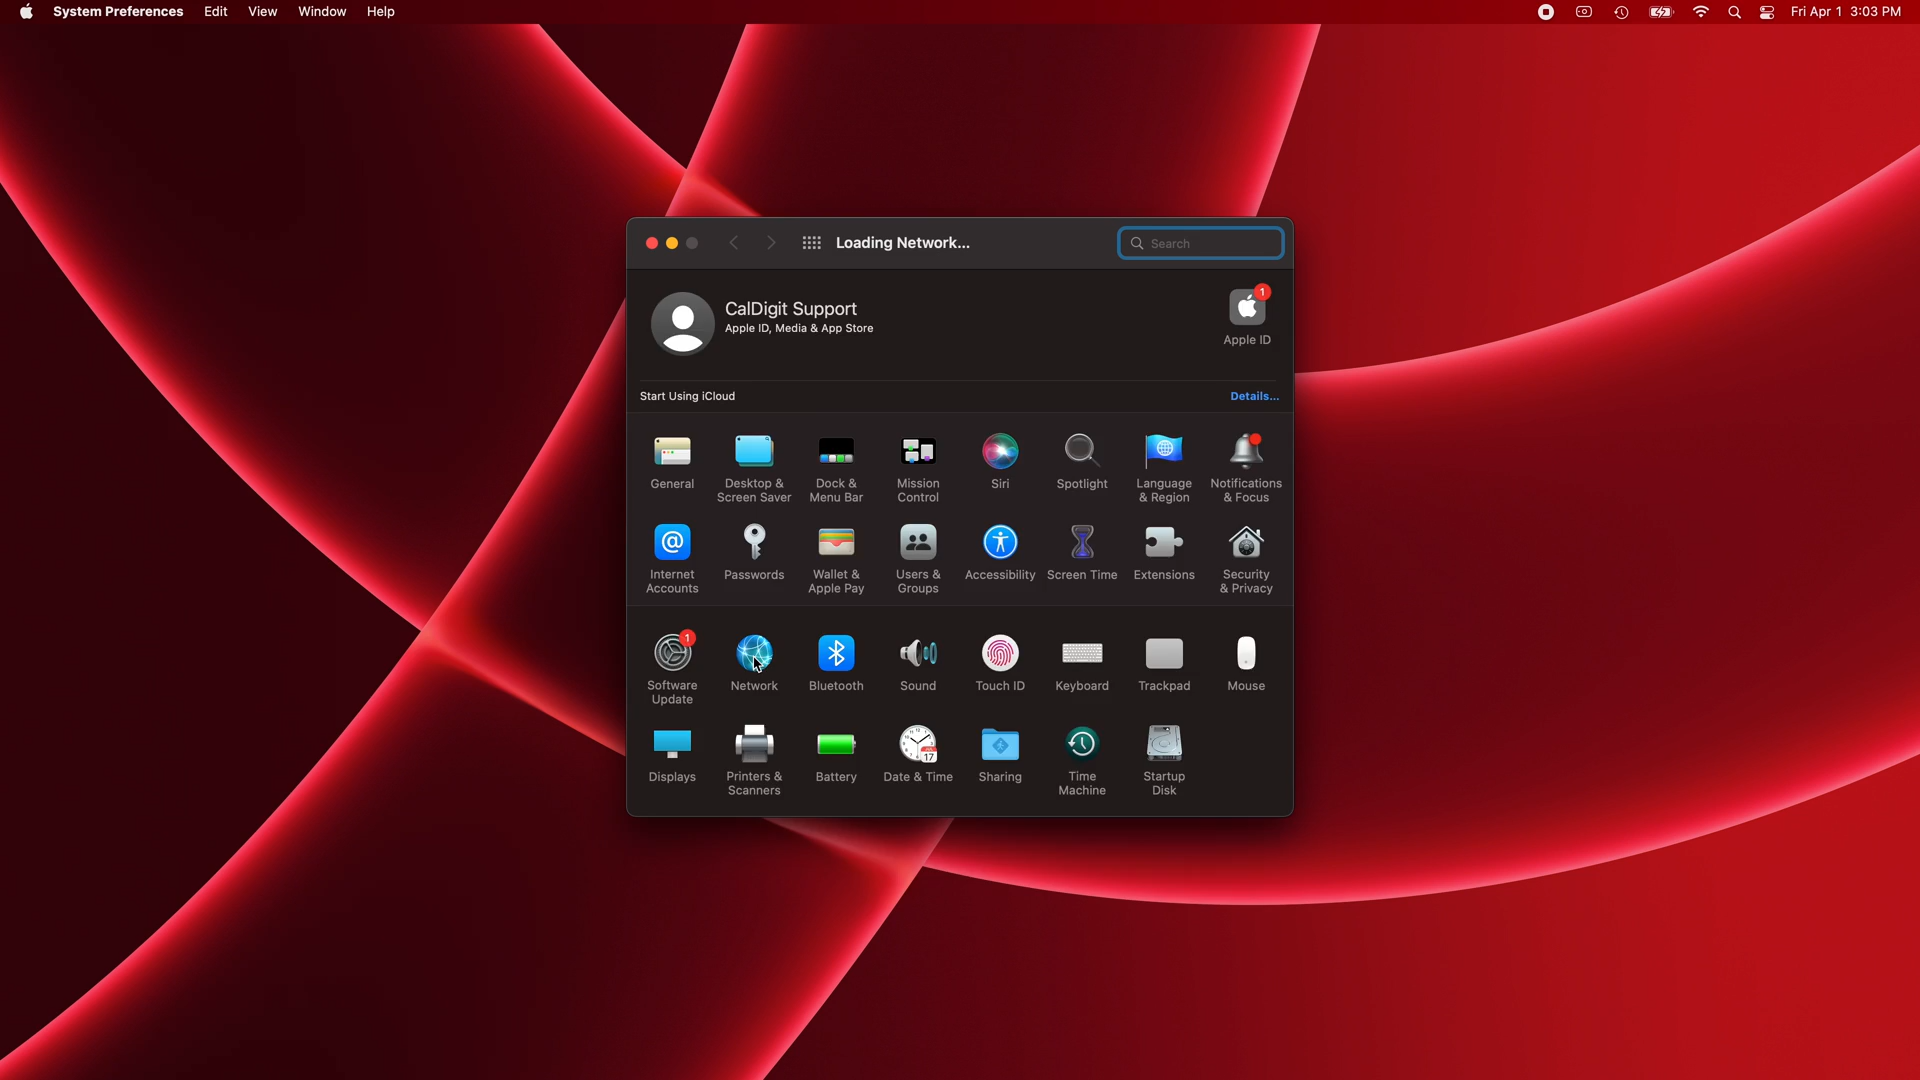 System Preferences Edit View Window Help Fri Apr 1 3:03 PM
Loading Network...
Search
CalDigit Support
Apple ID, Media & App Store
1
Apple ID
Start Using iCloud
Details...
General
Desktop &
Screen Saver
Dock &
Menu Bar
Mission
Control
Siri
Spotlight
Language
& Region
Notifications
& Focus
@
Internet
Accounts
Passwords
Wallet &
Apple Pay
Users &
Groups
Accessibility
Screen Time
Extensions
Security
& Privacy
1
Software
Update
Network
Bluetooth
Sound
Touch ID
Keyboard
Trackpad
Mouse
Displays
Printers &
Scanners
Battery
17
Date & Time
Sharing
Time
Machine
Startup
Disk